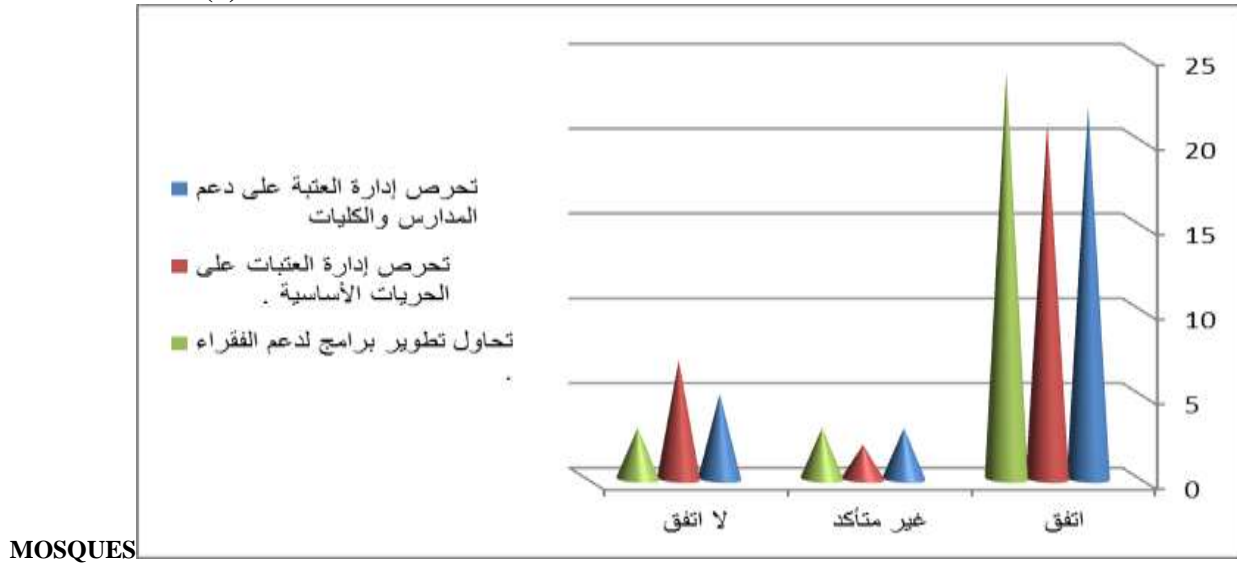 تحرص إدارة العتبة على دعم
المدارس والكليات
تحرص إدارة العتبات على
الحريات الأساسية .
تحاول تطوير برامج لدعم الفقراء
.
25
20
15
10
5
0
اتفق
غير متأكد
لا اتفق
MOSQUES